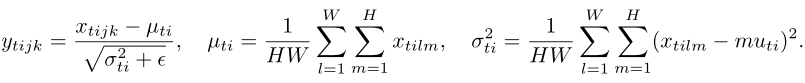 $y_{tijk} = \frac{x_{tijk} - \mu_{ti}}{\sqrt{\sigma_{ti}^2 + \epsilon}}, \quad \mu_{ti} = \frac{1}{HW} \sum_{l=1}^{W} \sum_{m=1}^{H} x_{tilm}, \quad \sigma_{ti}^2 = \frac{1}{HW} \sum_{l=1}^{W} \sum_{m=1}^{H} (x_{tilm} - mu_{ti})^2.$